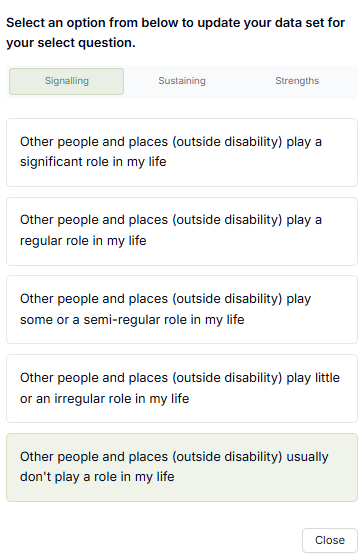 Select an option from below to update your data set for
your select question.
Signalling Sustaining Strengths
Other people and places (outside disability) play a
significant role in my life
Other people and places (outside disability) play a
regular role in my life
Other people and places (outside disability) play
some or a semi-regular role in my life
Other people and places (outside disability) play little
or an irregular role in my life
Other people and places (outside disability) usually
don't play a role in my life
Close